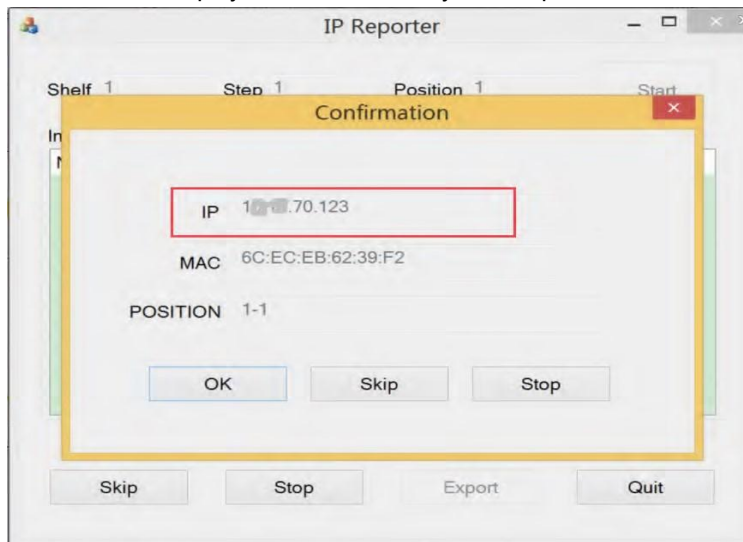 IP Reporter
Shelf 1 Step 1 Position 1 Start
Confirmation
IP .70.123
MAC 6C:EC:EB:62:39:F2
POSITION 1-1
OK Skip Stop
Skip Stop Export Quit